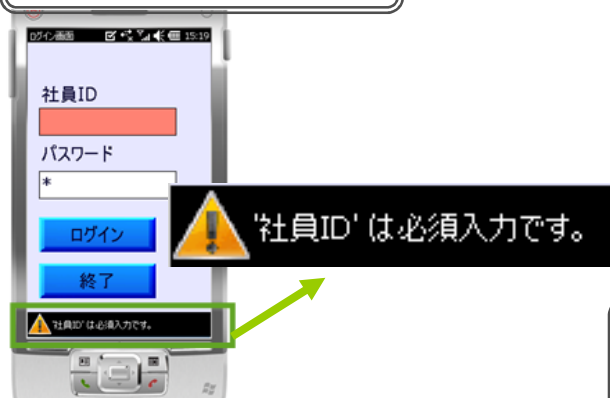 ログイン画面 15:19
社員ID
パスワード
*
ログイン
終了
'社員ID' は必須入力です。
'社員ID' は必須入力です。